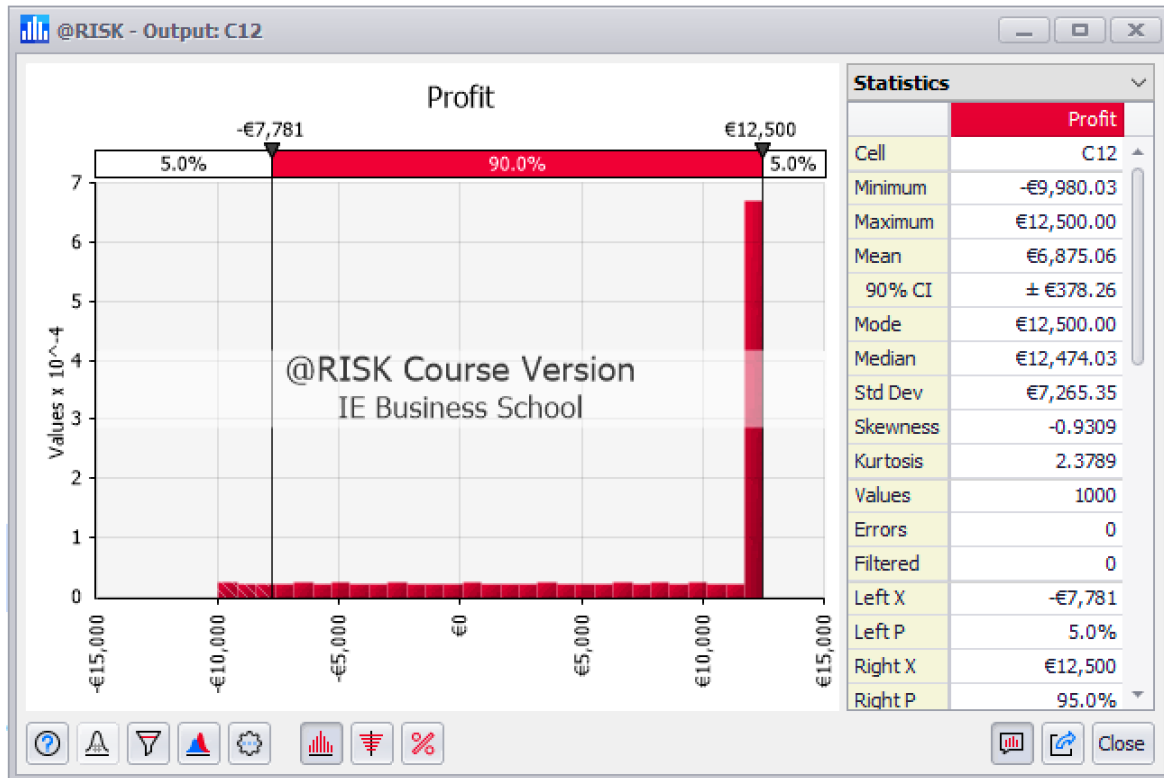 @RISK - Output: C12
Profit
-€7,781 €12,500
5.0% 90.0% 5.0%
7
6
5
4
3
2
1
0
Values x 10^-4
@RISK Course Version
IE Business School
-€15,000 -€10,000 -€5,000 €0 €5,000 €10,000 €15,000
Statistics
Profit
Cell C12
Minimum -€9,980.03
Maximum €12,500.00
Mean €6,875.06
90% CI ± €378.26
Mode €12,500.00
Median €12,474.03
Std Dev €7,265.35
Skewness -0.9309
Kurtosis 2.3789
Values 1000
Errors 0
Filtered 0
Left X -€7,781
Left P 5.0%
Right X €12,500
Right P 95.0%
Close